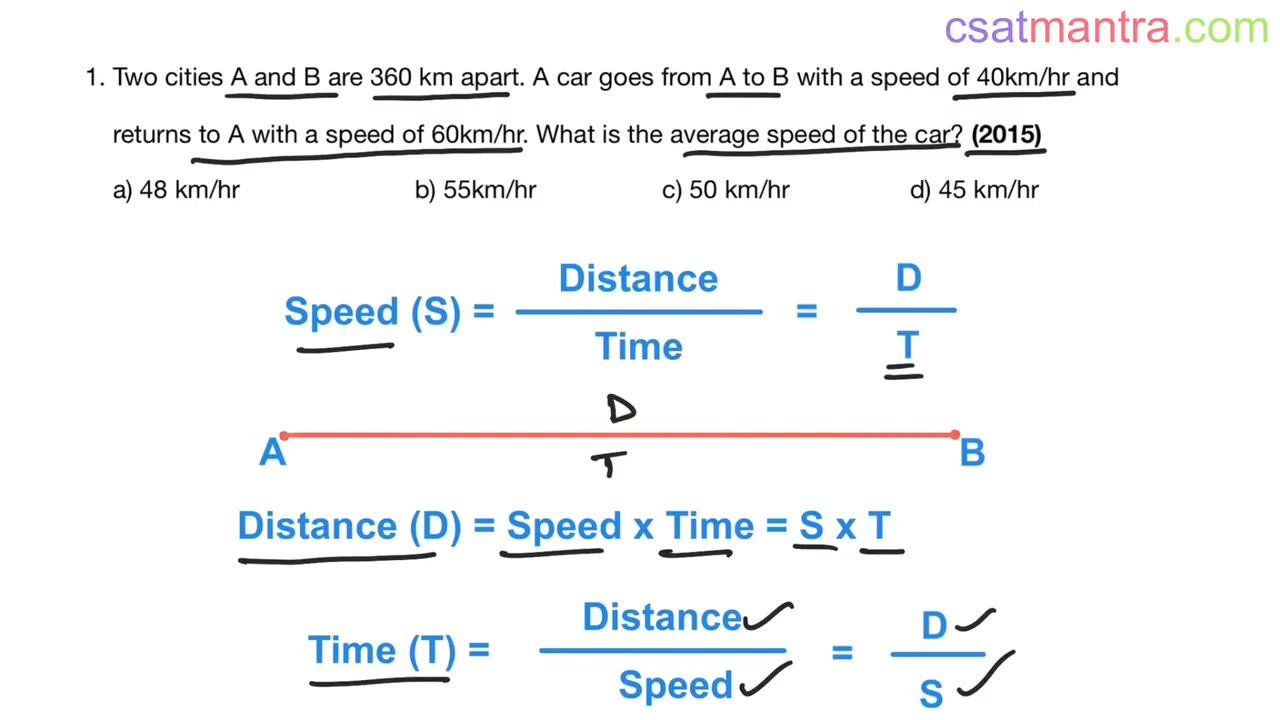 csatmantra.com
1. Two cities A and B are 360 km apart. A car goes from A to B with a speed of 40km/hr and
returns to A with a speed of 60km/hr. What is the average speed of the car? (2015)
a) 48 km/hr b) 55km/hr c) 50 km/hr d) 45 km/hr
Distance D
Speed (S) = =
Time T
D
A B
T
Distance (D) = Speed x Time = S x T
Distance D
Time (T) = =
Speed S